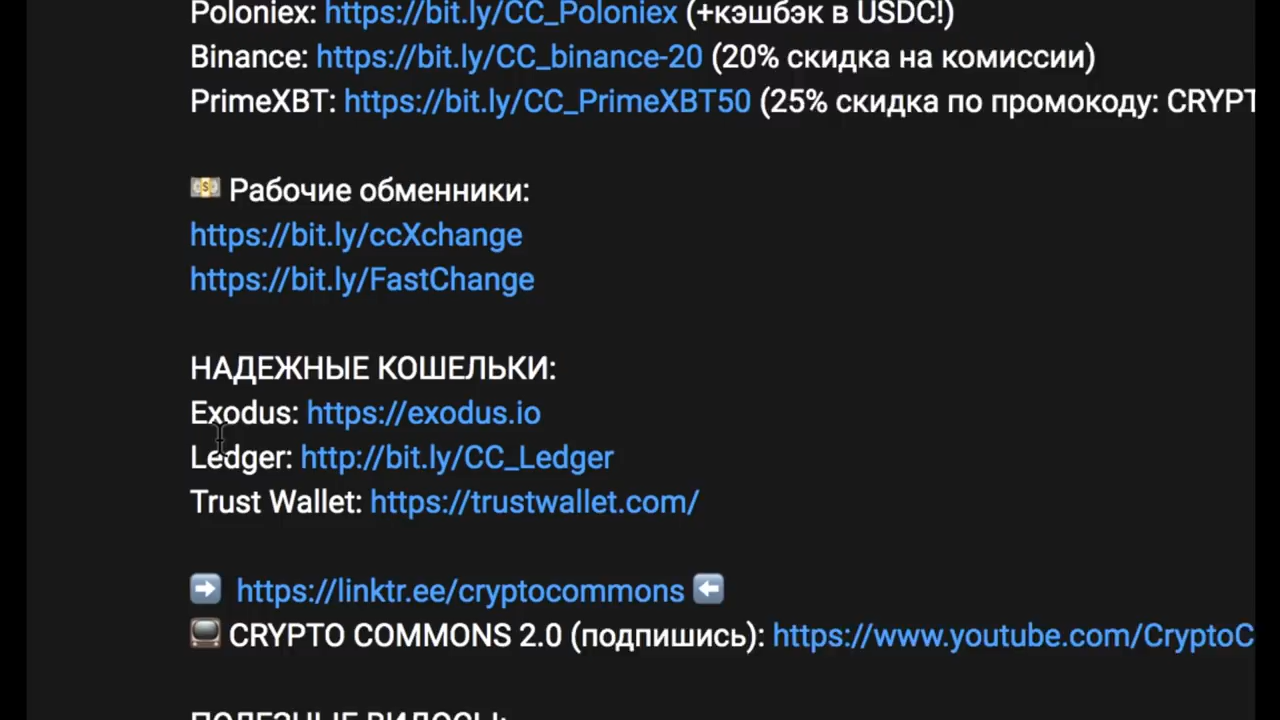 Poloniex: https://bit.ly/CC_Poloniex (+кэшбэк в USDC!)
Binance: https://bit.ly/CC_binance-20 (20% скидка на комиссии)
PrimeXBT: https://bit.ly/CC_PrimeXBT50 (25% скидка по промокоду: CRYPT
Рабочие обменники:
https://bit.ly/ccXchange
https://bit.ly/FastChange
НАДЕЖНЫЕ КОШЕЛЬКИ:
Exodus: https://exodus.io
Ledger: http://bit.ly/CC_Ledger
Trust Wallet: https://trustwallet.com/
https://linktr.ee/cryptocommons
CRYPTO COMMONS 2.0 (подпишись): https://www.youtube.com/CryptoC
ПОЛЕЗНЫЕ ВИДОСЫ: